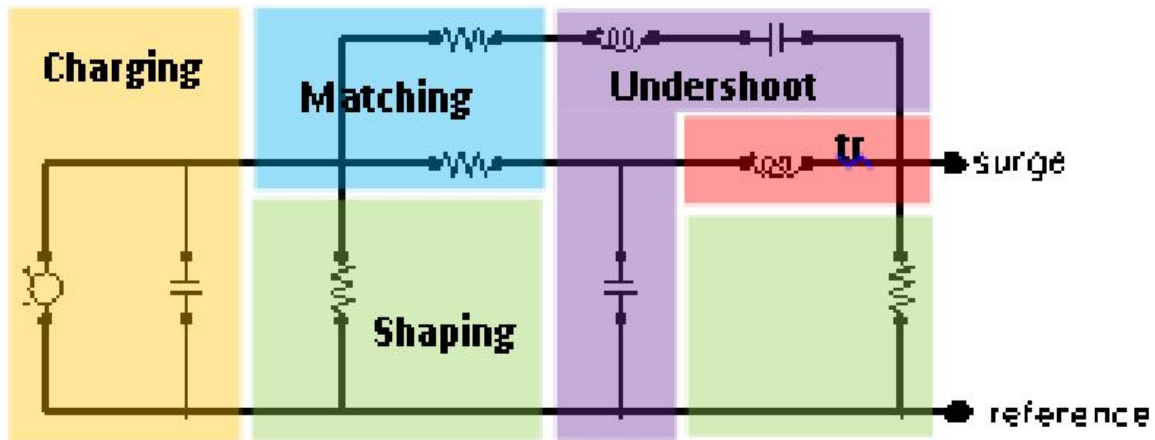 Charging
Matching
Undershoot
tr
surge
Shaping
reference